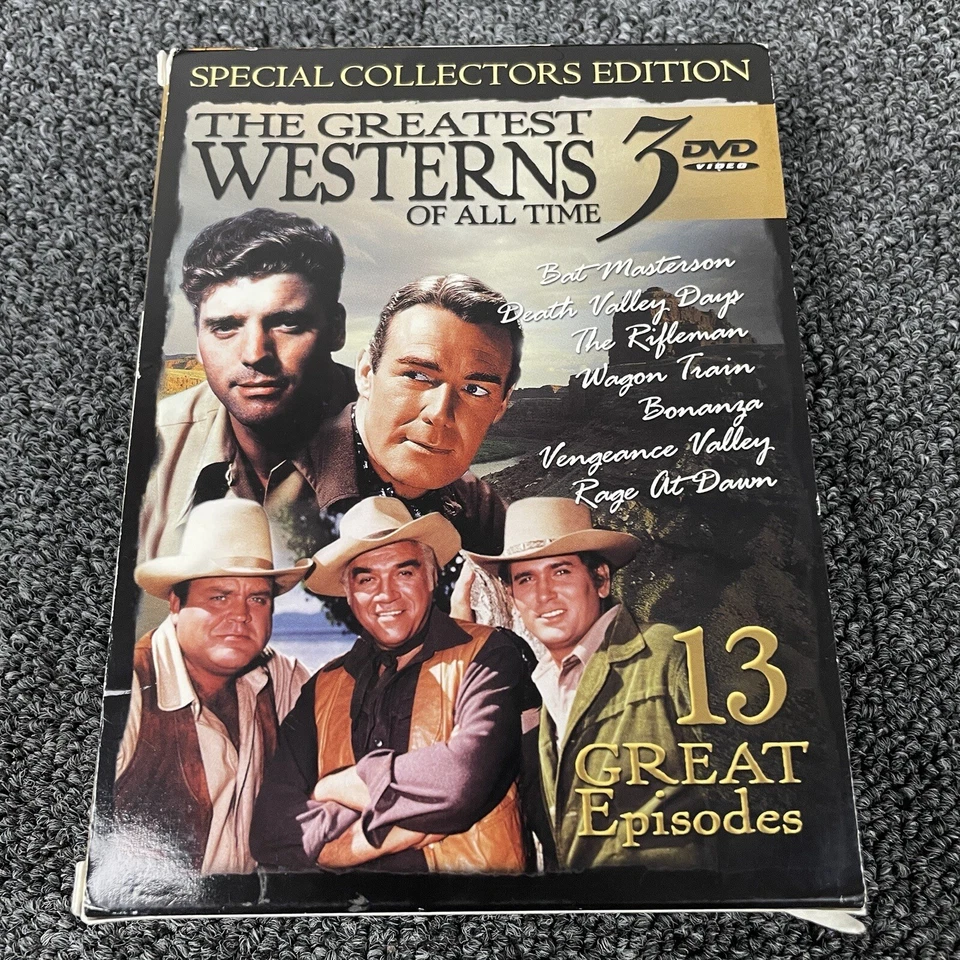 SPECIAL COLLECTORS EDITION
THE GREATEST
WESTERNS
OF ALL TIME
3 DVD
VIDEO
Bat Masterson
Death Valley Days
The Rifleman
Wagon Train
Bonanza
Vengeance Valley
Rage At Dawn
13
GREAT
Episodes